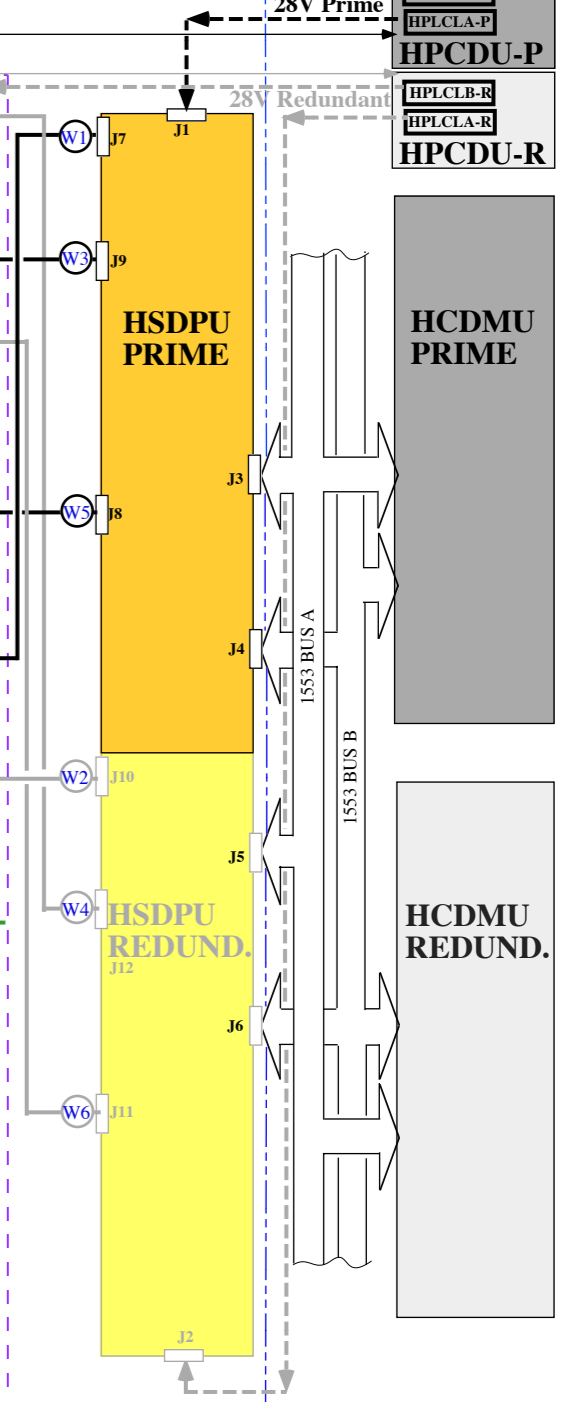 28V Prime
HPLCLA-P
HPCDU-P
28V Redundant
HPLCLB-R
HPLCLA-R
HPCDU-R
J1
W1
J7
W3
J9
HSDPU
PRIME
HCDMU
PRIME
J3
W5
J8
J4
1553 BUS A
1553 BUS B
W2
J10
J5
W4
HSDPU
REDUND.
J12
HCDMU
REDUND.
J6
W6
J11
J2